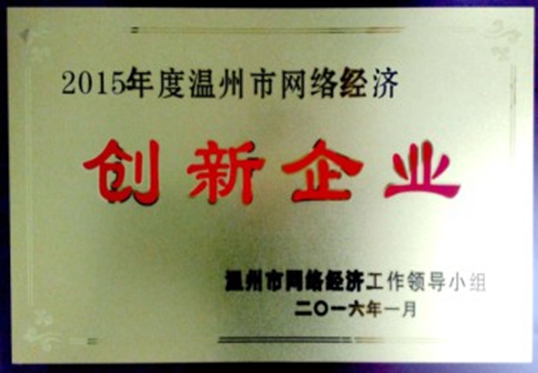 2015年度温州市网络经济
创新企业
温州市网络经济工作领导小组
二〇一六年一月